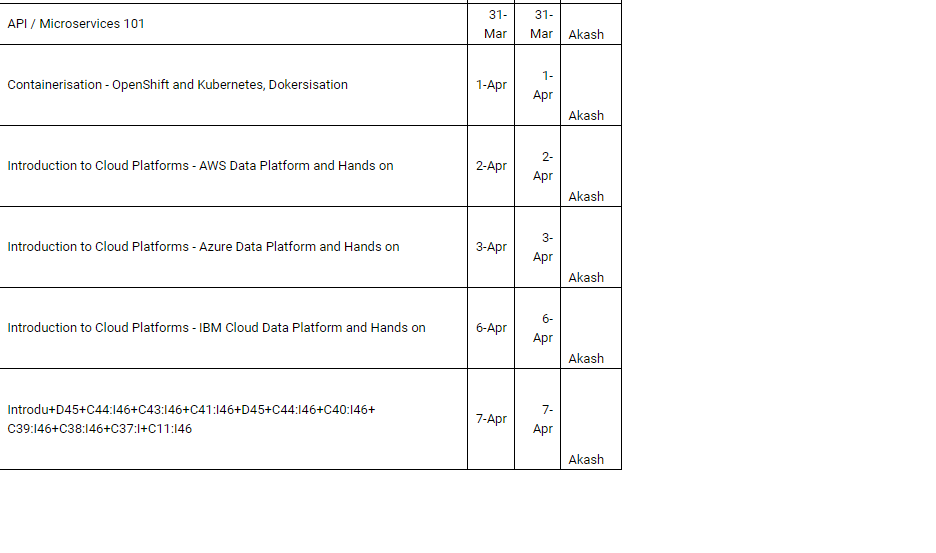 API / Microservices 101
31-
Mar
31-
Mar
Akash
Containerisation - OpenShift and Kubernetes, Dokersisation
1-Apr
1-
Apr
Akash
Introduction to Cloud Platforms - AWS Data Platform and Hands on
2-Apr
2-
Apr
Akash
Introduction to Cloud Platforms - Azure Data Platform and Hands on
3-Apr
3-
Apr
Akash
Introduction to Cloud Platforms - IBM Cloud Data Platform and Hands on
6-Apr
6-
Apr
Akash
Introdu+D45+C44:I46+C43:I46+C41:I46+D45+C44:I46+C40:I46+
C39:I46+C38:I46+C37:I+C11:I46
7-Apr
7-
Apr
Akash